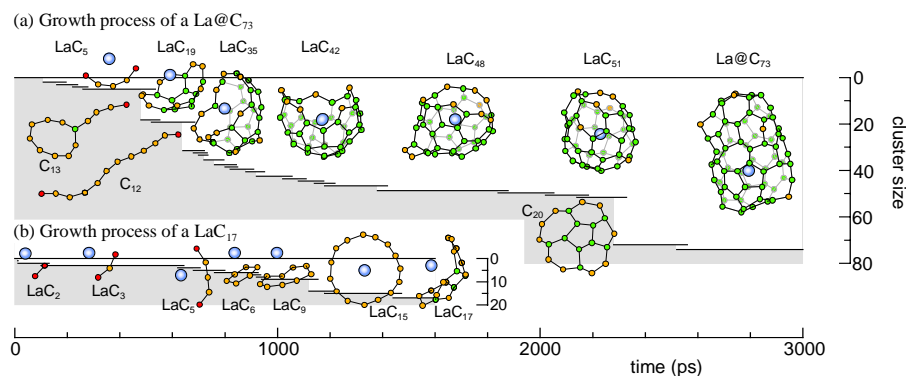 (a) Growth process of a La@C73
LaC5 LaC19 LaC35 LaC42 LaC48 LaC51 La@C73
C13
C12
C20
0
20
40
60
80
cluster size
(b) Growth process of a LaC17
LaC2 LaC3 LaC5 LaC6 LaC9 LaC15 LaC17
0
10
20
0 1000 2000 3000
time (ps)